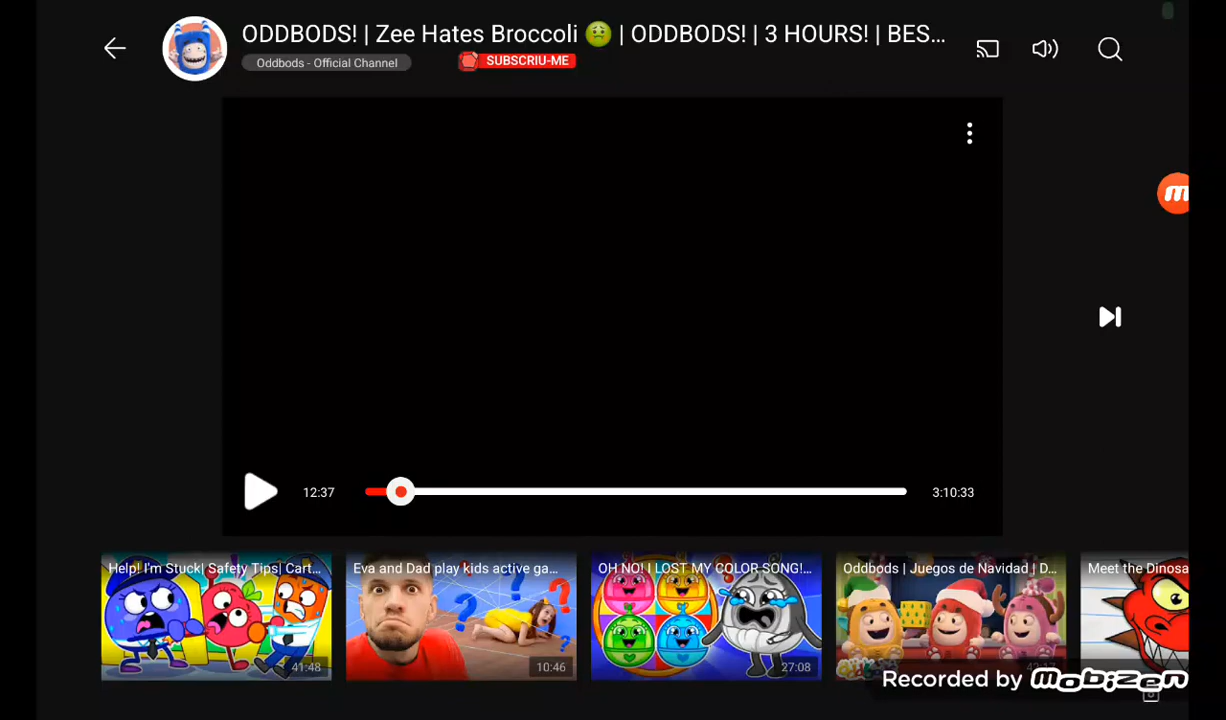 ODDBODS! | Zee Hates Broccoli 🤢 | ODDBODS! | 3 HOURS! | BES...
Oddbods - Official Channel
SUBSCRIU-ME
12:37
3:10:33
Help! I'm Stuck| Safety Tips| Cart...
Eva and Dad play kids active ga...
OH NO! I LOST MY COLOR SONG!...
Oddbods | Juegos de Navidad | D...
Meet the Dinosa
41:48
10:46
27:08
Recorded by mobizen